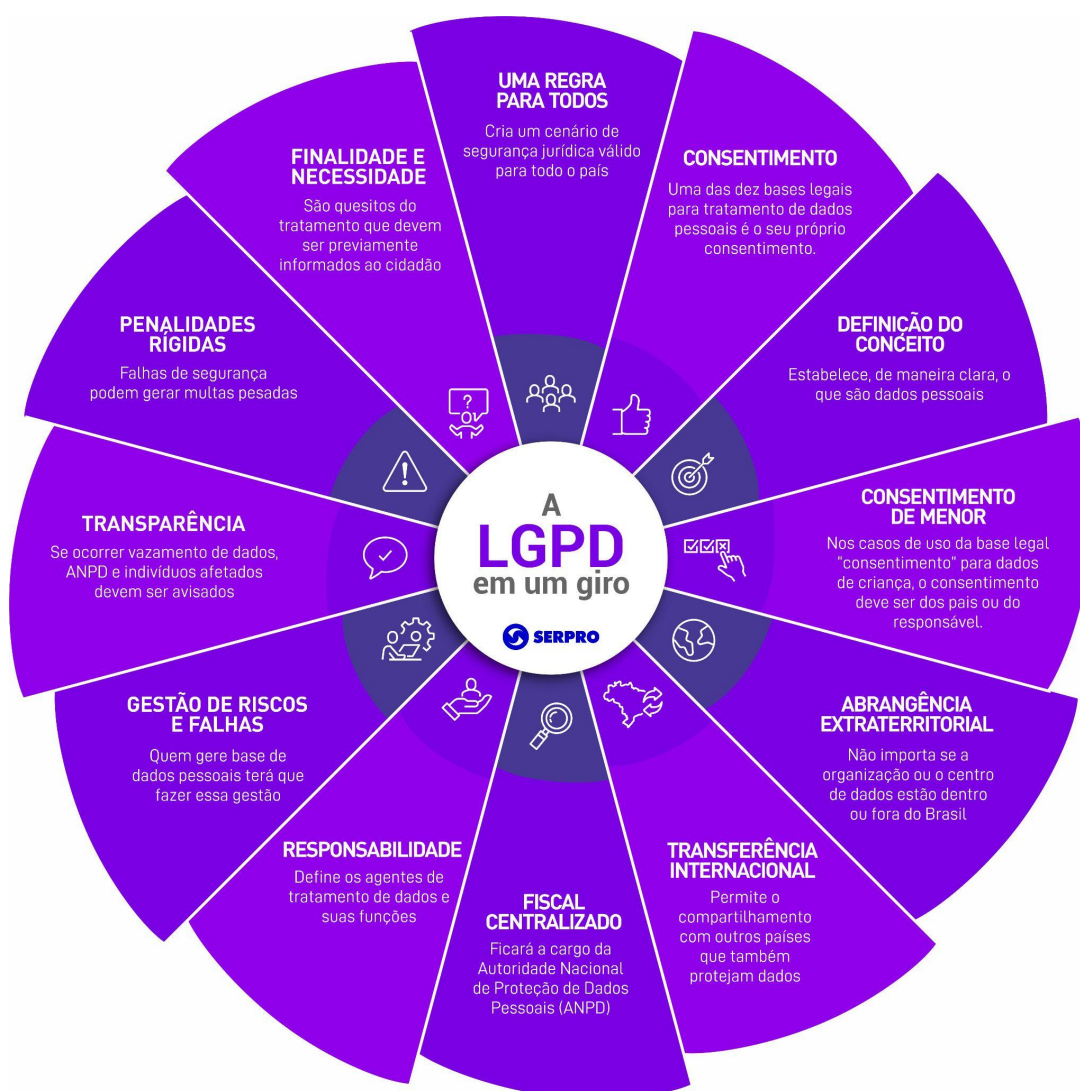 A
LGPD
em um giro
SERPRO
UMA REGRA
PARA TODOS
Cria um cenário de
segurança jurídica válido
para todo o país
CONSENTIMENTO
Uma das dez bases legais
para tratamento de dados
pessoais é o seu próprio
consentimento.
DEFINIÇÃO DO
CONCEITO
Estabelece, de maneira clara, o
que são dados pessoais
CONSENTIMENTO
DE MENOR
Nos casos de uso da base legal
"consentimento" para dados
de criança, o consentimento
deve ser dos pais ou do
responsável.
ABRANGÊNCIA
EXTRATERRITORIAL
Não importa se a
organização ou o centro
de dados estão dentro
ou fora do Brasil
TRANSFERÊNCIA
INTERNACIONAL
Permite o
compartilhamento
com outros países
que também
protejam dados
FISCAL
CENTRALIZADO
Ficará a cargo da
Autoridade Nacional
de Proteção de Dados
Pessoais (ANPD)
RESPONSABILIDADE
Define os agentes de
tratamento de dados e
suas funções
GESTÃO DE RISCOS
E FALHAS
Quem gere base de
dados pessoais terá que
fazer essa gestão
TRANSPARÊNCIA
Se ocorrer vazamento de dados,
ANPD e indivíduos afetados
devem ser avisados
PENALIDADES
RÍGIDAS
Falhas de segurança
podem gerar multas pesadas
FINALIDADE E
NECESSIDADE
São quesitos do
tratamento que devem
ser previamente
informados ao cidadão
?
!